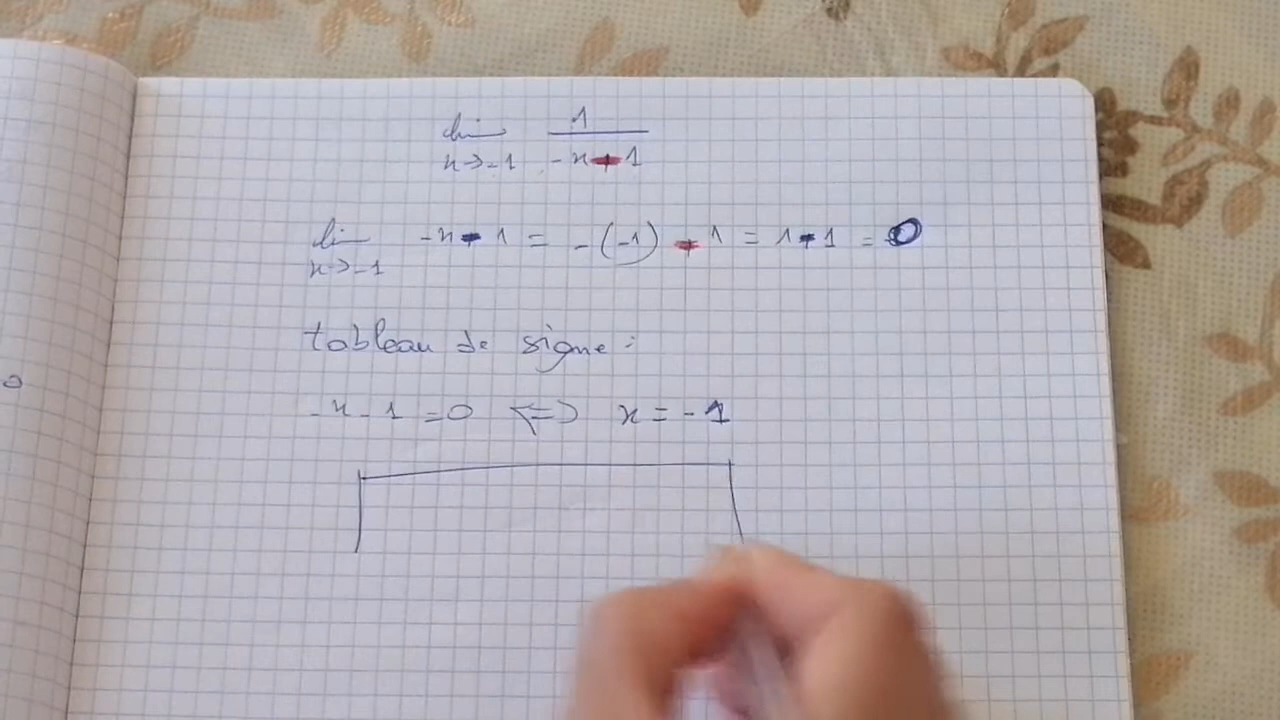 lim 1
x→-1 -x-1
lim -x-1 = -(-1) - 1 = 1-1 = 0
x→-1
tableau de signe :
-x-1 = 0 <=> x = -1